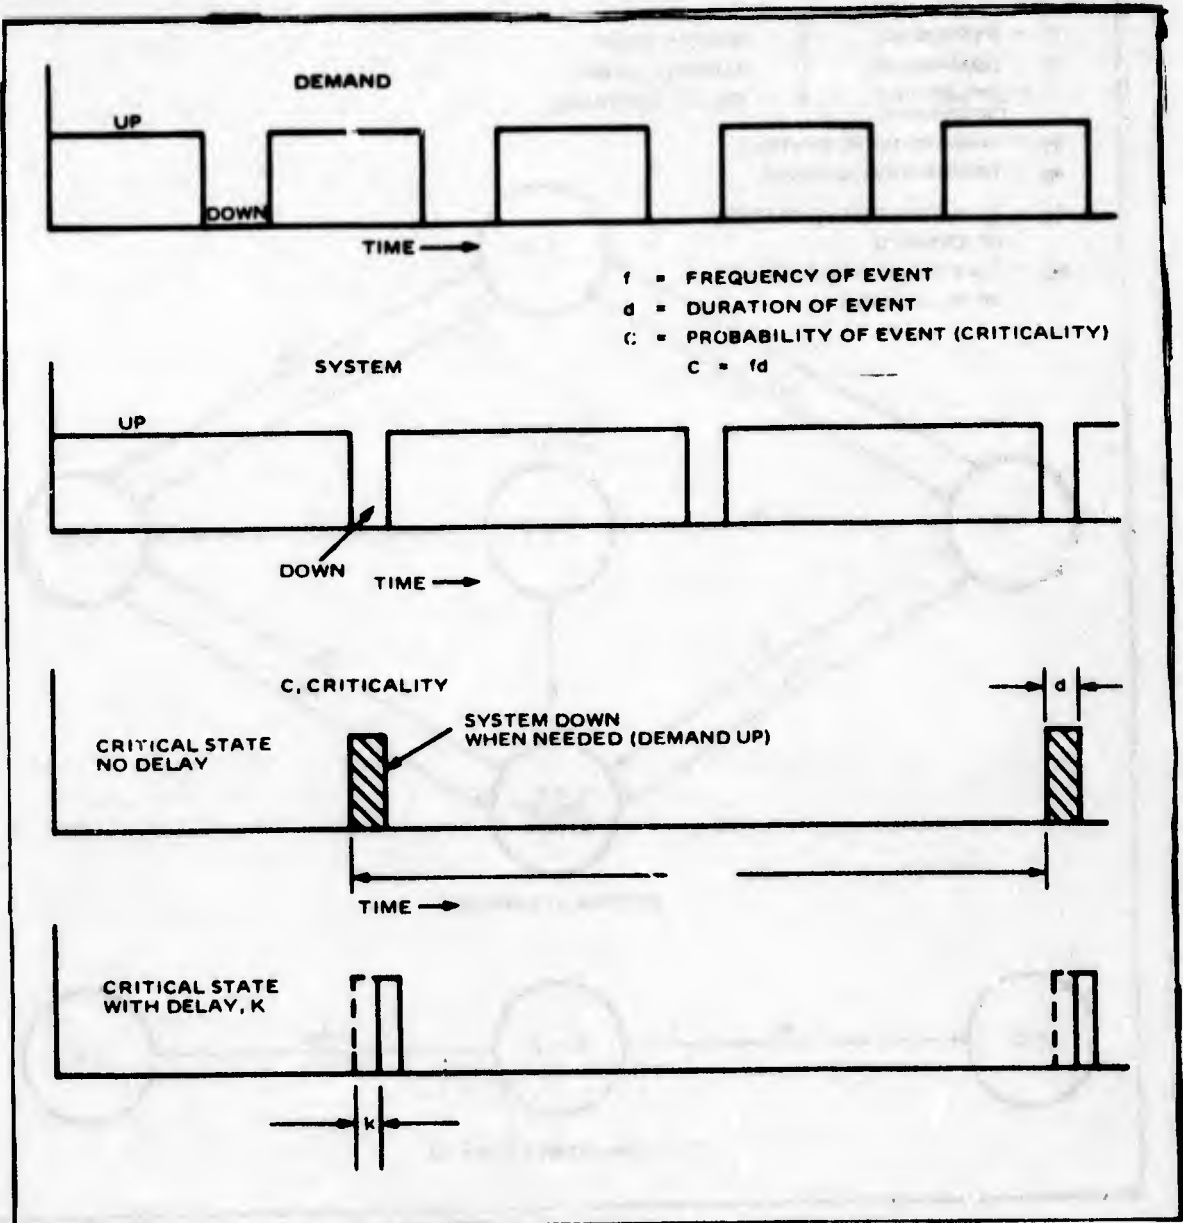 DEMAND
UP
DOWN
TIME
f = FREQUENCY OF EVENT
d = DURATION OF EVENT
C = PROBABILITY OF EVENT (CRITICALITY)
C = fd
SYSTEM
UP
DOWN
TIME
C, CRITICALITY
d
SYSTEM DOWN
WHEN NEEDED (DEMAND UP)
CRITICAL STATE
NO DELAY
TIME
CRITICAL STATE
WITH DELAY, K
k